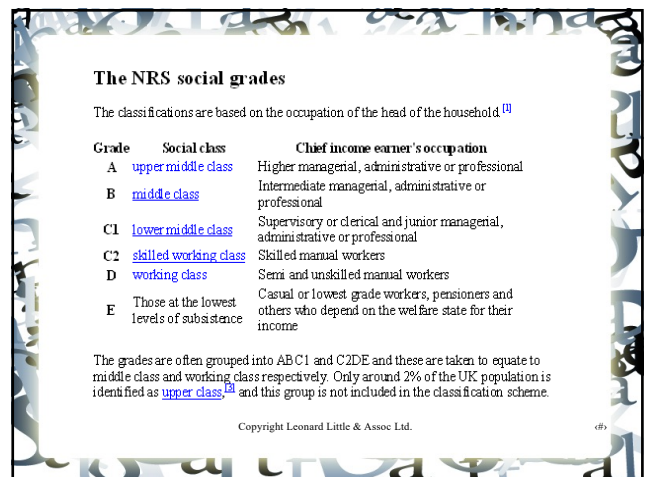 The NRS social grades
The classifications are based on the occupation of the head of the household.[1]
Grade Social class Chief income earner's occupation
A upper middle class Higher managerial, administrative or professional
B middle class Intermediate managerial, administrative or
professional
C1 lower middle class Supervisory or clerical and junior managerial,
administrative or professional
C2 skilled working class Skilled manual workers
D working class Semi and unskilled manual workers
E Those at the lowest levels of subsistence Casual or lowest grade workers, pensioners and
others who depend on the welfare state for their
income
The grades are often grouped into ABC1 and C2DE and these are taken to equate to
middle class and working class respectively. Only around 2% of the UK population is
identified as upper class,[3] and this group is not included in the classification scheme.
Copyright Leonard Little & Assoc Ltd. ‹#›